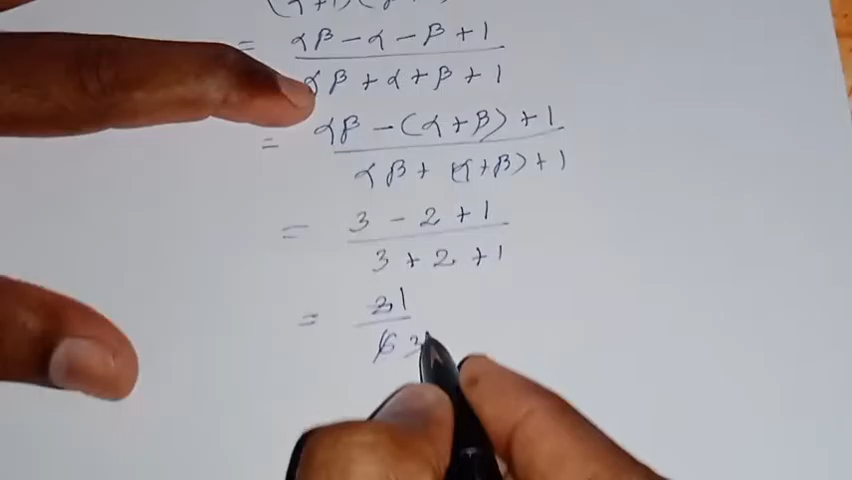 = αβ - α - β + 1
αβ + α + β + 1
= αβ - (α + β) + 1
αβ + (α + β) + 1
= 3 - 2 + 1
3 + 2 + 1
= 2 1
6 3